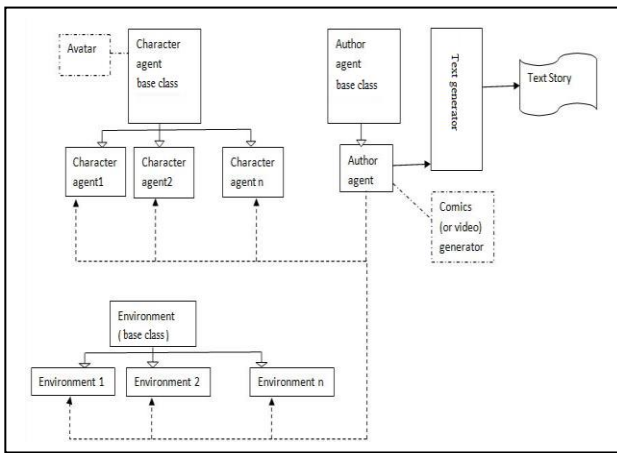 Avatar
Character
agent
base class
Author
agent
base class
Text generator
Text Story
Character
agent1
Character
agent2
Character
agent n
Author
agent
Comics
(or video)
generator
Environment
( base class)
Environment 1
Environment 2
Environment n